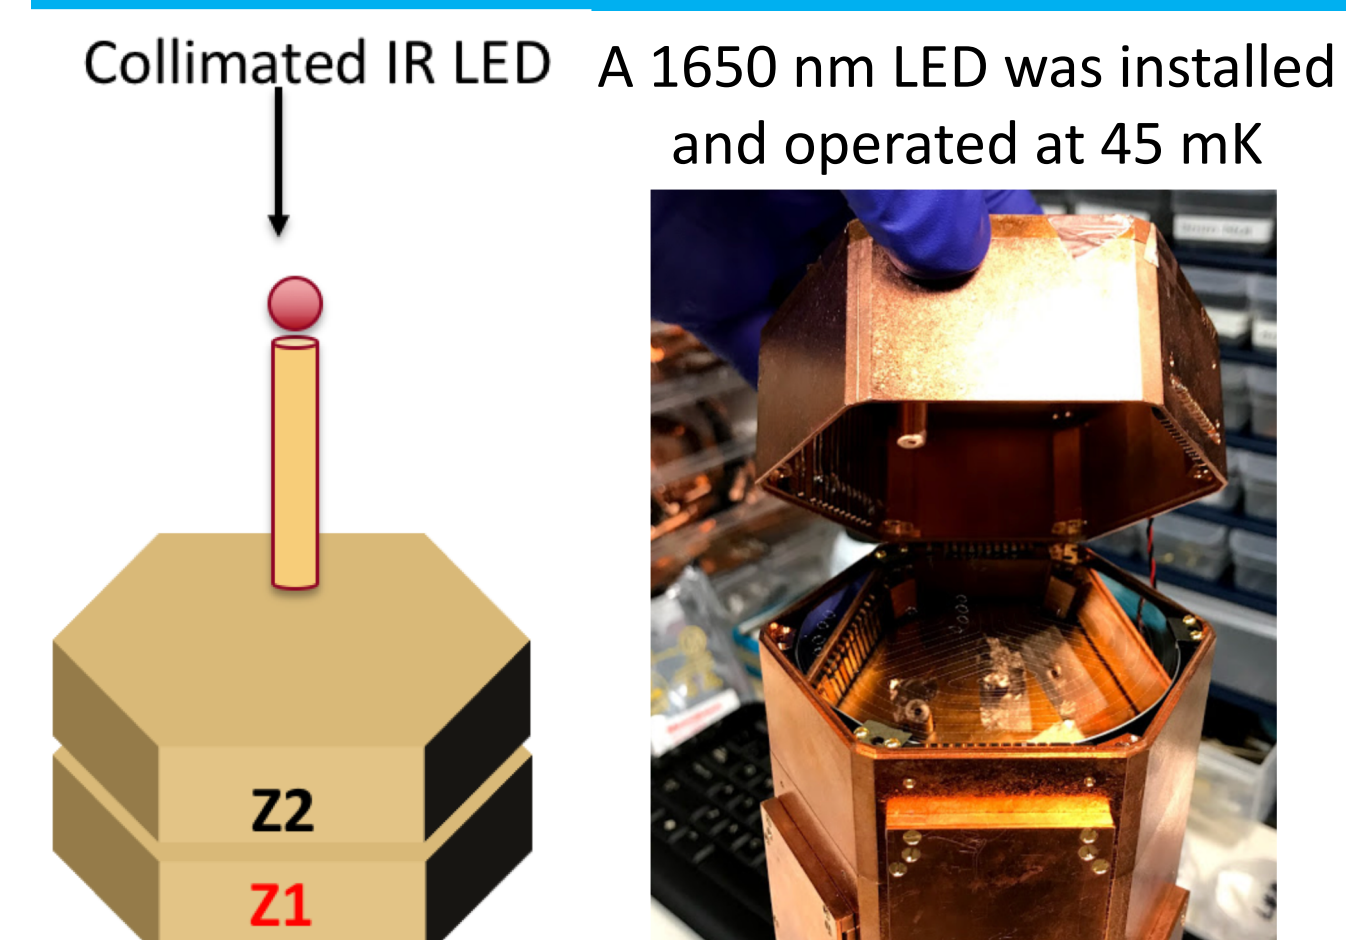 Collimated IR LED
A 1650 nm LED was installed
and operated at 45 mK
Z2
Z1